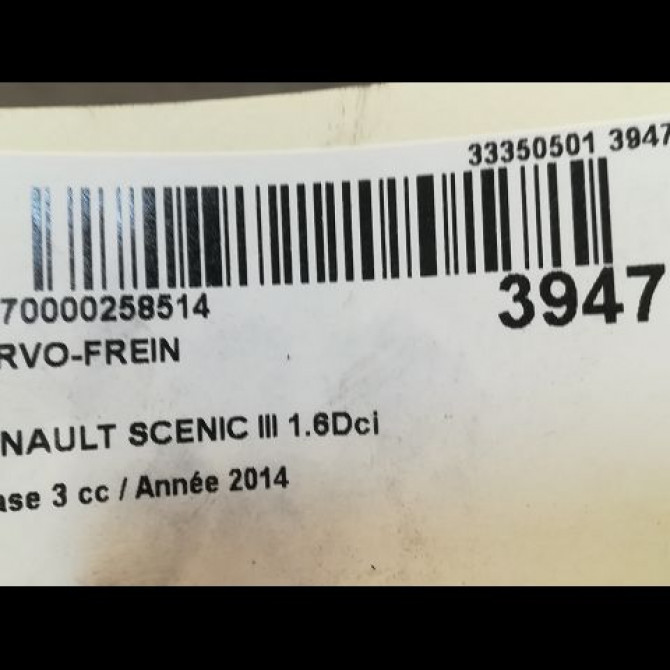 33350501 3947
70000258514
3947
RVO-FREIN
NAULT SCENIC III 1.6Dci
ase 3 cc / Année 2014